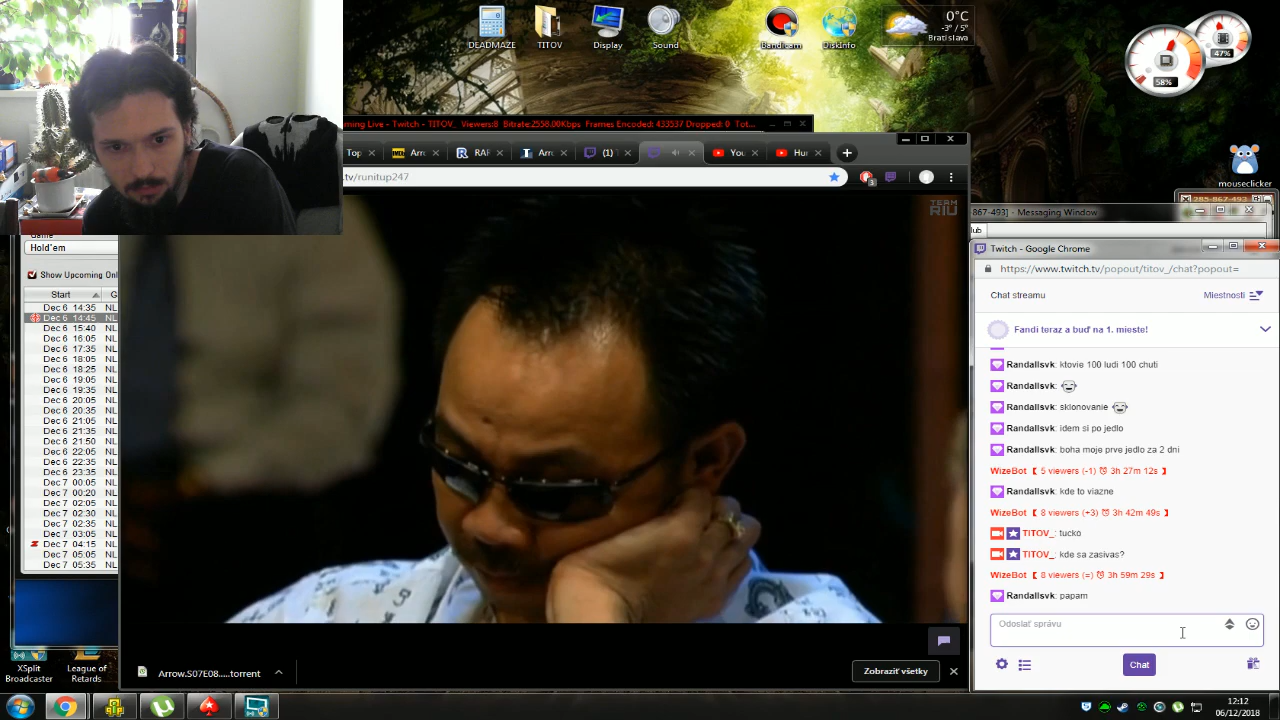 DEADMAZE
TITOV
Display
Sound
Bandicam
DiskInfo
0°C
-3° / 5°
Bratislava
58%
47%
mouseclicker
ming Live - Twitch - TITOV_ Viewers:8 Bitrate:2558.00Kbps Frames Encoded: 433537 Dropped: 0 Tot...
Top
Arr
RAF
Arr
(1)
You
Hur
.tv/runitup247
3
TEAM
RIU
285-867-493
867-493] - Messaging Window
lub
Hold'em
Show Upcoming Onl
Start
G
Dec 6 14:35 NL
Dec 6 14:45 NL
Dec 6 15:40 NL
Dec 6 16:05 NL
Dec 6 17:35 NL
Dec 6 18:05 NL
Dec 6 18:25 NL
Dec 6 19:05 NL
Dec 6 19:35 NL
Dec 6 20:05 NL
Dec 6 20:35 NL
Dec 6 21:05 NL
Dec 6 21:35 NL
Dec 6 21:50 NL
Dec 6 22:05 NL
Dec 6 22:35 NL
Dec 6 23:35 NL
Dec 7 00:05 NL
Dec 7 00:20 NL
Dec 7 02:05 NL
Dec 7 02:30 NL
Dec 7 02:35 NL
Dec 7 03:05 NL
Dec 7 04:15 NL
Dec 7 05:05 NL
Dec 7 05:35 NL
Twitch - Google Chrome
https://www.twitch.tv/popout/titov_/chat?popout=
Chat streamu
Miestnosti
Fandi teraz a buď na 1. mieste!
Randallsvk: ktovie 100 ludi 100 chuti
Randallsvk:
Randallsvk: sklonovanie
Randallsvk: idem si po jedlo
Randallsvk: boha moje prve jedlo za 2 dni
WizeBot 【 5 viewers (-1) ⏰ 3h 27m 12s 】
Randallsvk: kde to viazne
WizeBot 【 8 viewers (+3) ⏰ 3h 42m 49s 】
TITOV_: tucko
TITOV_: kde sa zasivas?
WizeBot 【 8 viewers (=) ⏰ 3h 59m 29s 】
Randallsvk: papam
Odoslať správu
Chat
XSplit
Broadcaster
League of
Retards
Arrow.S07E08....torrent
Zobraziť všetky
12:12
06/12/2018